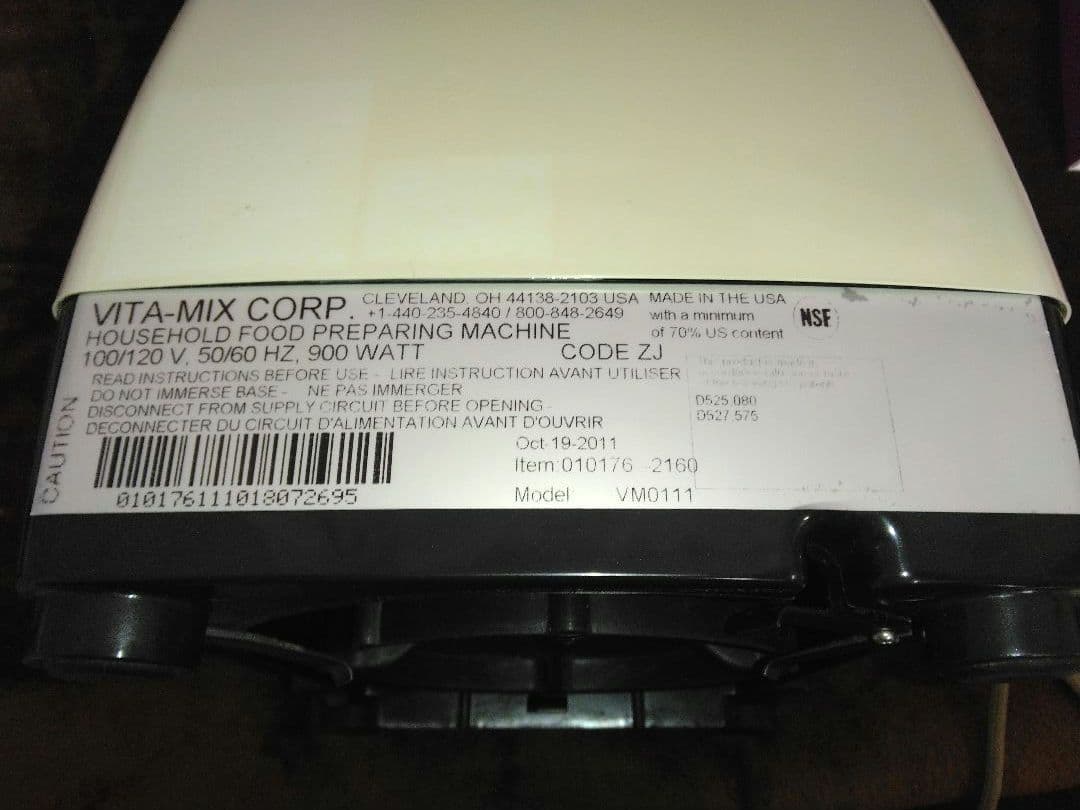 VITA-MIX CORP. CLEVELAND, OH 44138-2103 USA MADE IN THE USA
+1-440-235-4840 / 800-848-2649 with a minimum
HOUSEHOLD FOOD PREPARING MACHINE of 70% US content
NSF
100/120 V, 50/60 HZ, 900 WATT CODE ZJ
READ INSTRUCTIONS BEFORE USE - LIRE INSTRUCTION AVANT UTILISER
DO NOT IMMERSE BASE - NE PAS IMMERGER
DISCONNECT FROM SUPPLY CIRCUIT BEFORE OPENING -
DECONNECTER DU CIRCUIT D'ALIMENTATION AVANT D'OUVRIR
CAUTION
D525,080
D527,575
Oct-19-2011
Item:010176 -2160
Model VM0111
010176111018072695